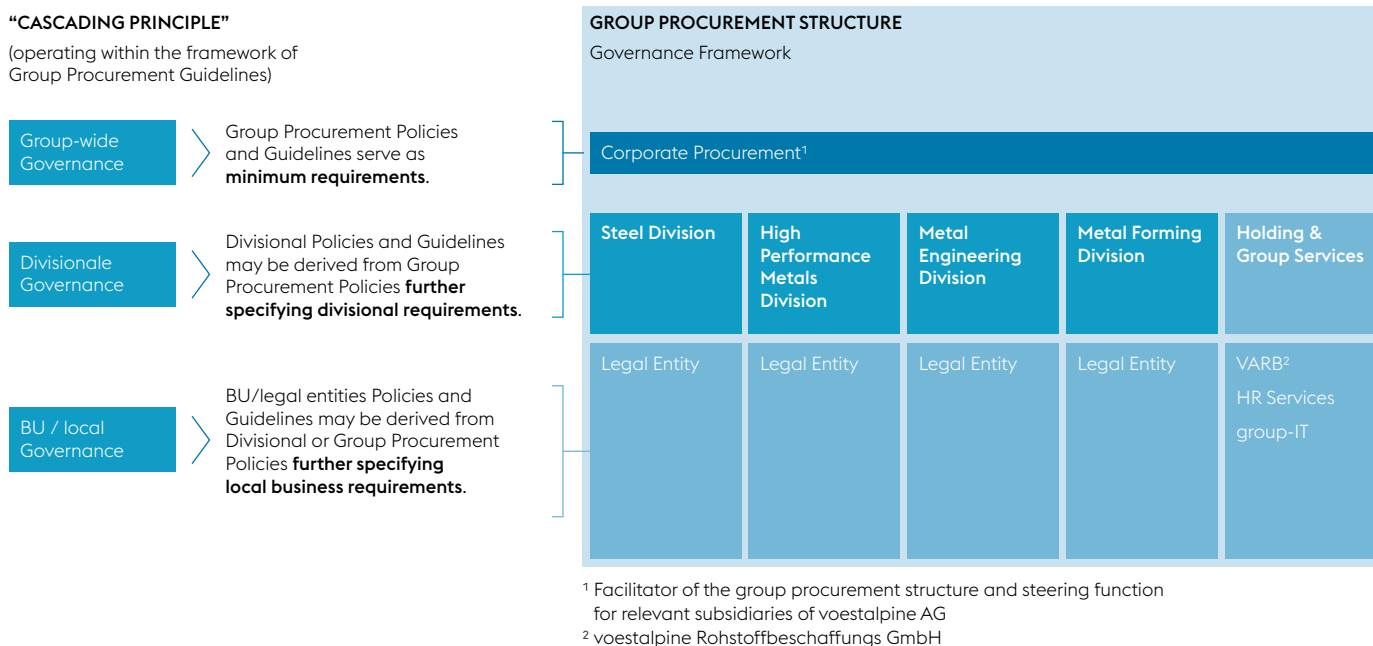 “CASCADING PRINCIPLE”
(operating within the framework of
Group Procurement Guidelines)
Group-wide
Governance
Group Procurement Policies
and Guidelines serve as
minimum requirements.
Divisionale
Governance
Divisional Policies and Guidelines
may be derived from Group
Procurement Policies further
specifying divisional requirements.
BU / local
Governance
BU/legal entities Policies and
Guidelines may be derived from
Divisional or Group Procurement
Policies further specifying
local business requirements.
GROUP PROCUREMENT STRUCTURE
Governance Framework
Corporate Procurement¹
Steel Division
High
Performance
Metals
Division
Metal
Engineering
Division
Metal Forming
Division
Holding &
Group Services
Legal Entity
Legal Entity
Legal Entity
Legal Entity
VARB²
HR Services
group-IT
¹ Facilitator of the group procurement structure and steering function
for relevant subsidiaries of voestalpine AG
² voestalpine Rohstoffbeschaffungs GmbH